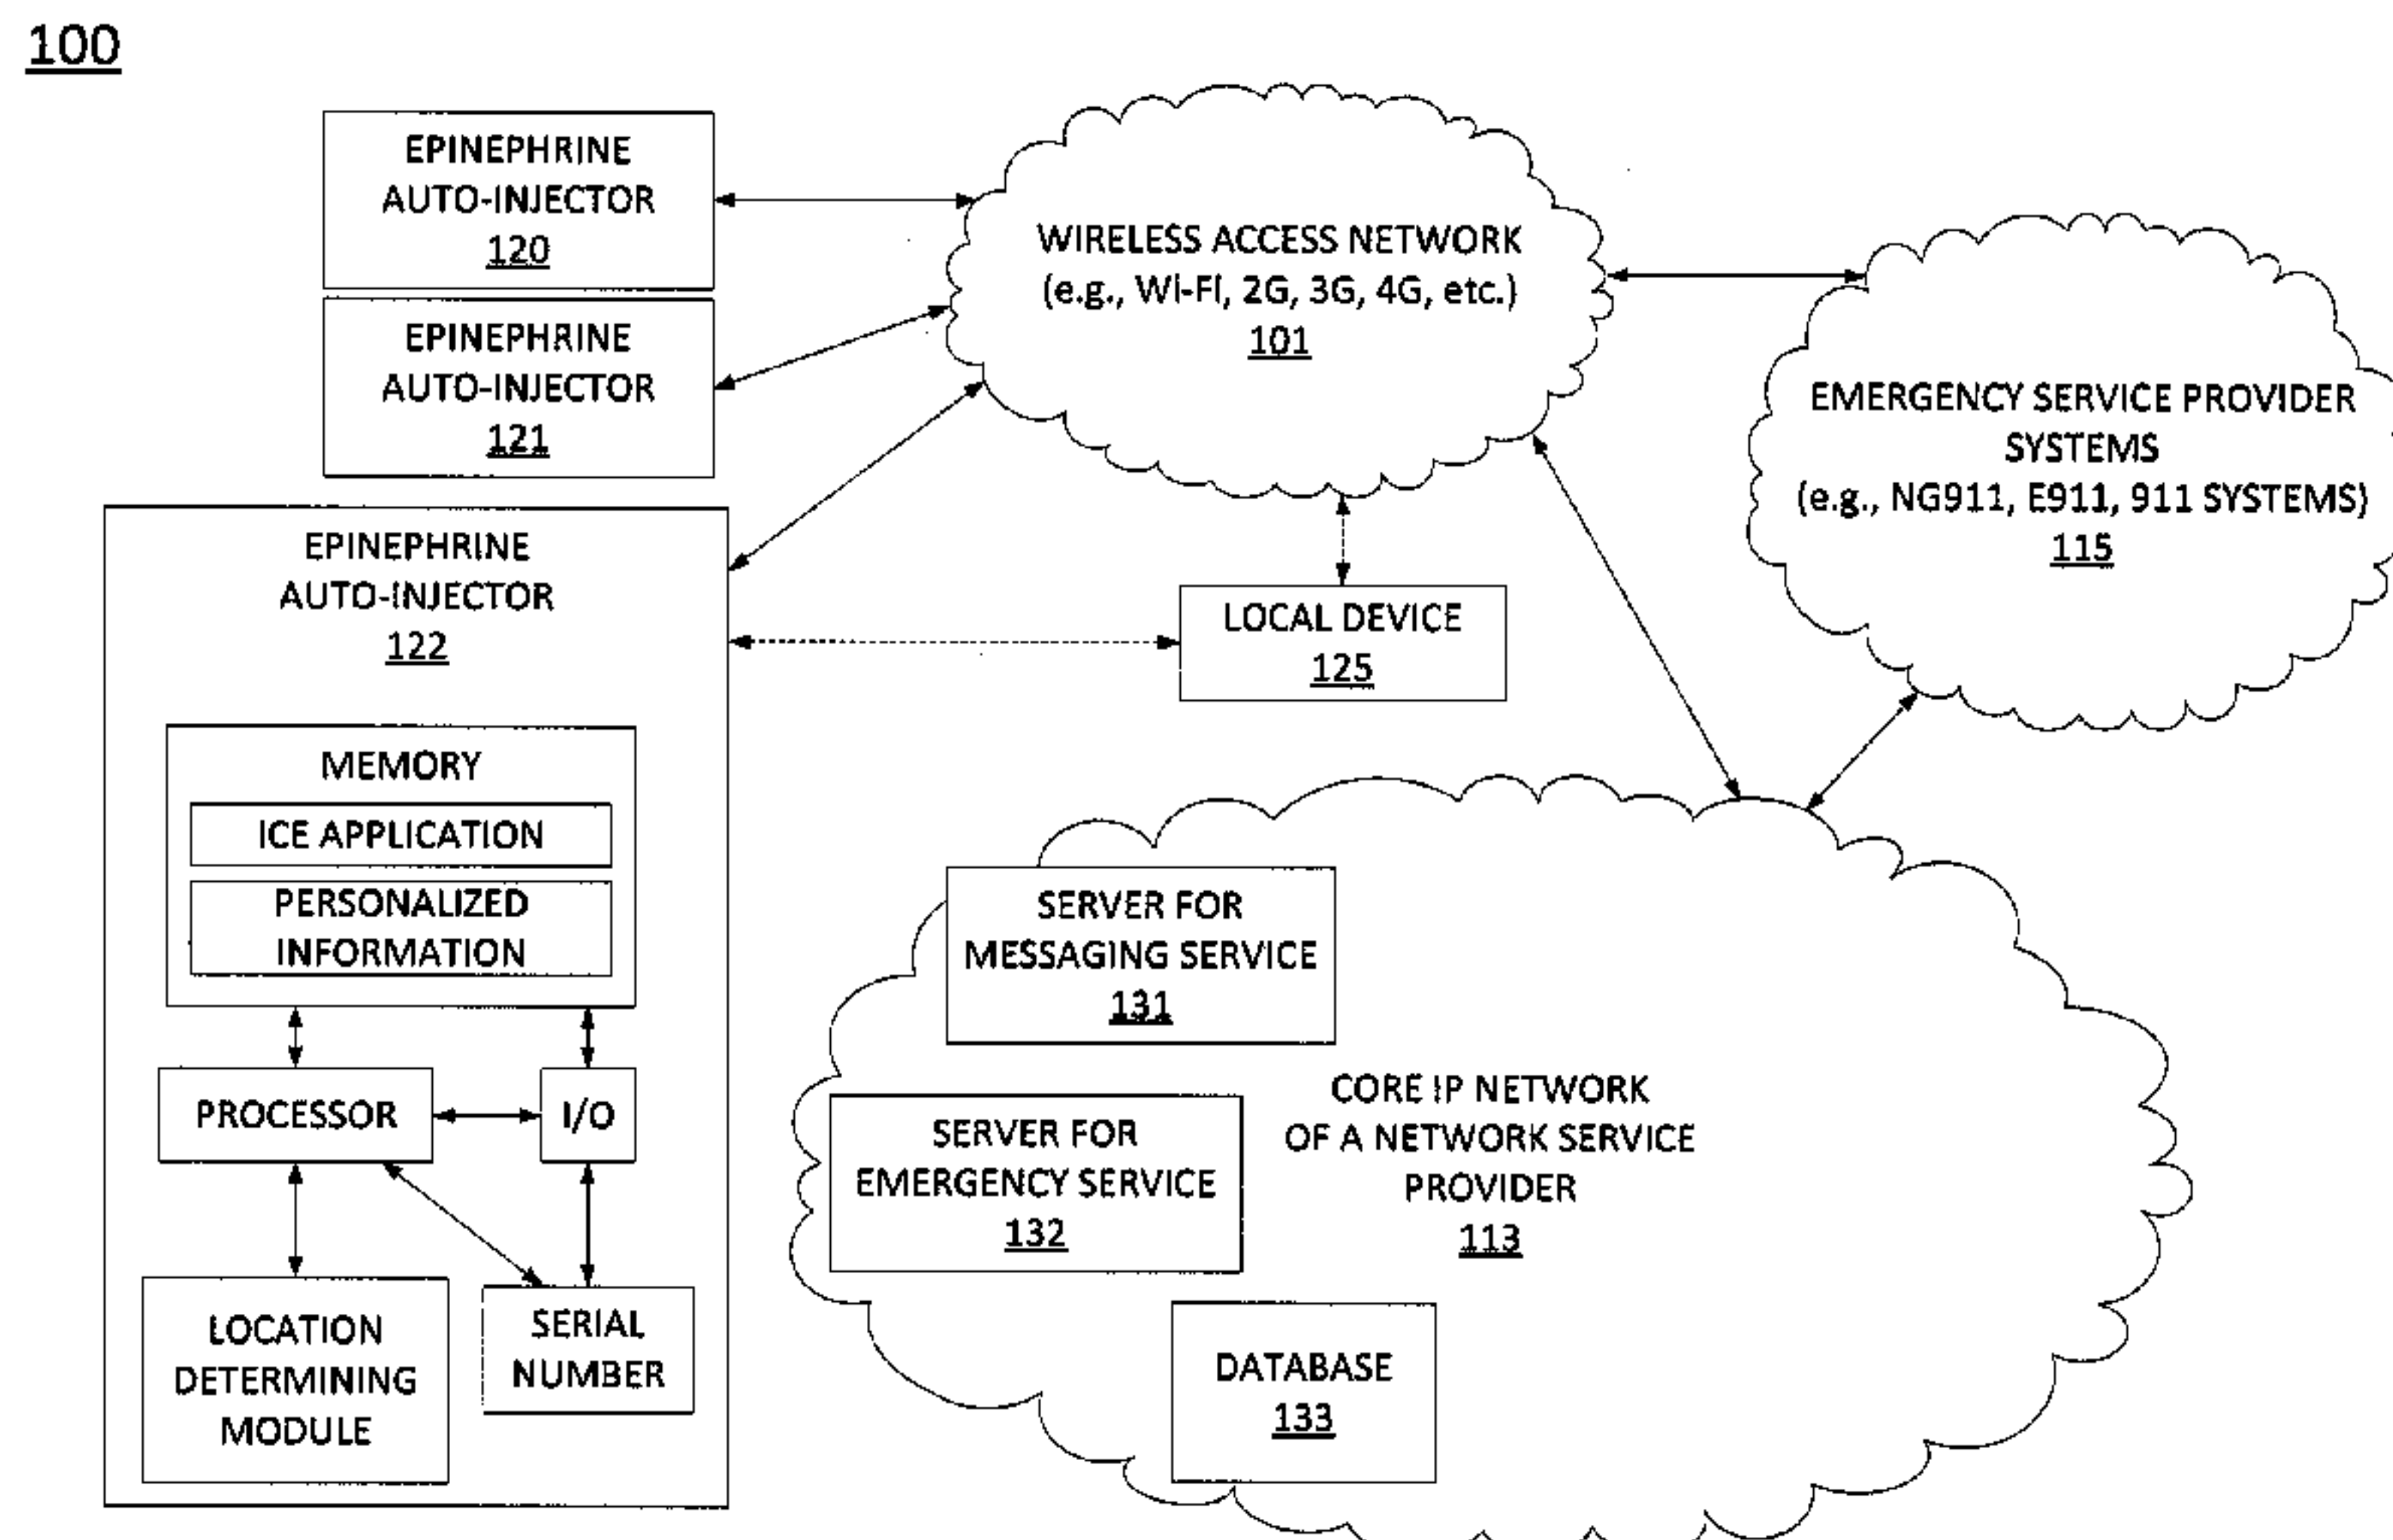 100
EPINEPHRINE
AUTO-INJECTOR
120
EPINEPHRINE
AUTO-INJECTOR
121
WIRELESS ACCESS NETWORK
(e.g., Wi-Fi, 2G, 3G, 4G, etc.)
101
EMERGENCY SERVICE PROVIDER
SYSTEMS
(e.g., NG911, E911, 911 SYSTEMS)
115
EPINEPHRINE
AUTO-INJECTOR
122
LOCAL DEVICE
125
MEMORY
ICE APPLICATION
PERSONALIZED
INFORMATION
PROCESSOR
I/O
LOCATION
DETERMINING
MODULE
SERIAL
NUMBER
SERVER FOR
MESSAGING SERVICE
131
SERVER FOR
EMERGENCY SERVICE
132
CORE IP NETWORK
OF A NETWORK SERVICE
PROVIDER
113
DATABASE
133